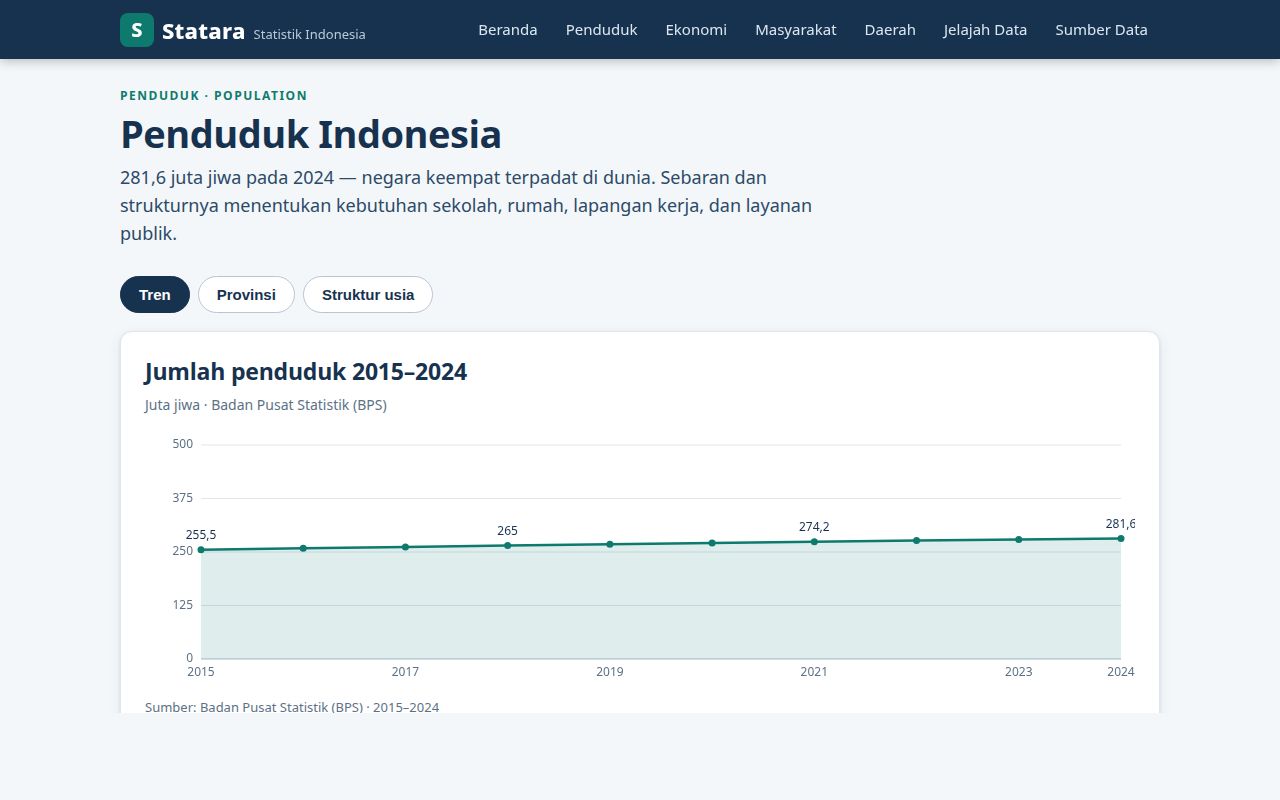 S Statara Statistik Indonesia
Beranda Penduduk Ekonomi Masyarakat Daerah Jelajah Data Sumber Data
PENDUDUK · POPULATION
Penduduk Indonesia
281,6 juta jiwa pada 2024 — negara keempat terpadat di dunia. Sebaran dan
strukturnya menentukan kebutuhan sekolah, rumah, lapangan kerja, dan layanan
publik.
Tren Provinsi Struktur usia
Jumlah penduduk 2015–2024
Juta jiwa · Badan Pusat Statistik (BPS)
500
375
255,5 265 274,2 281,6
250
125
0
2015 2017 2019 2021 2023 2024
Sumber: Badan Pusat Statistik (BPS) · 2015–2024